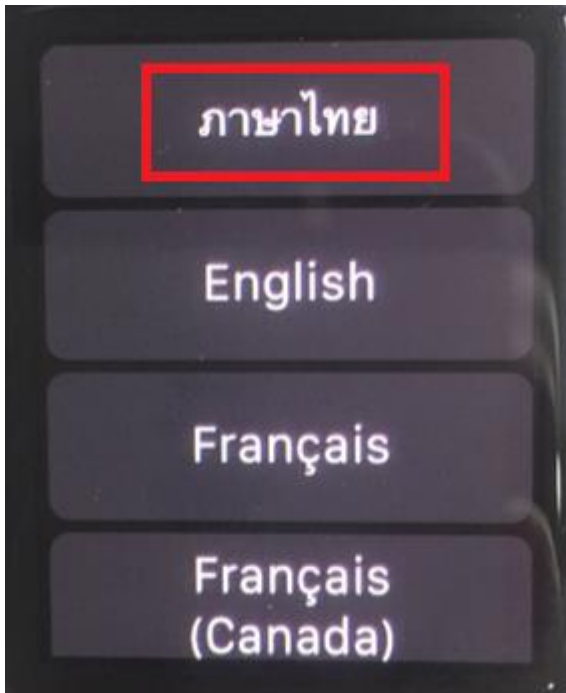 ภาษาไทย
English
Français
Français
(Canada)